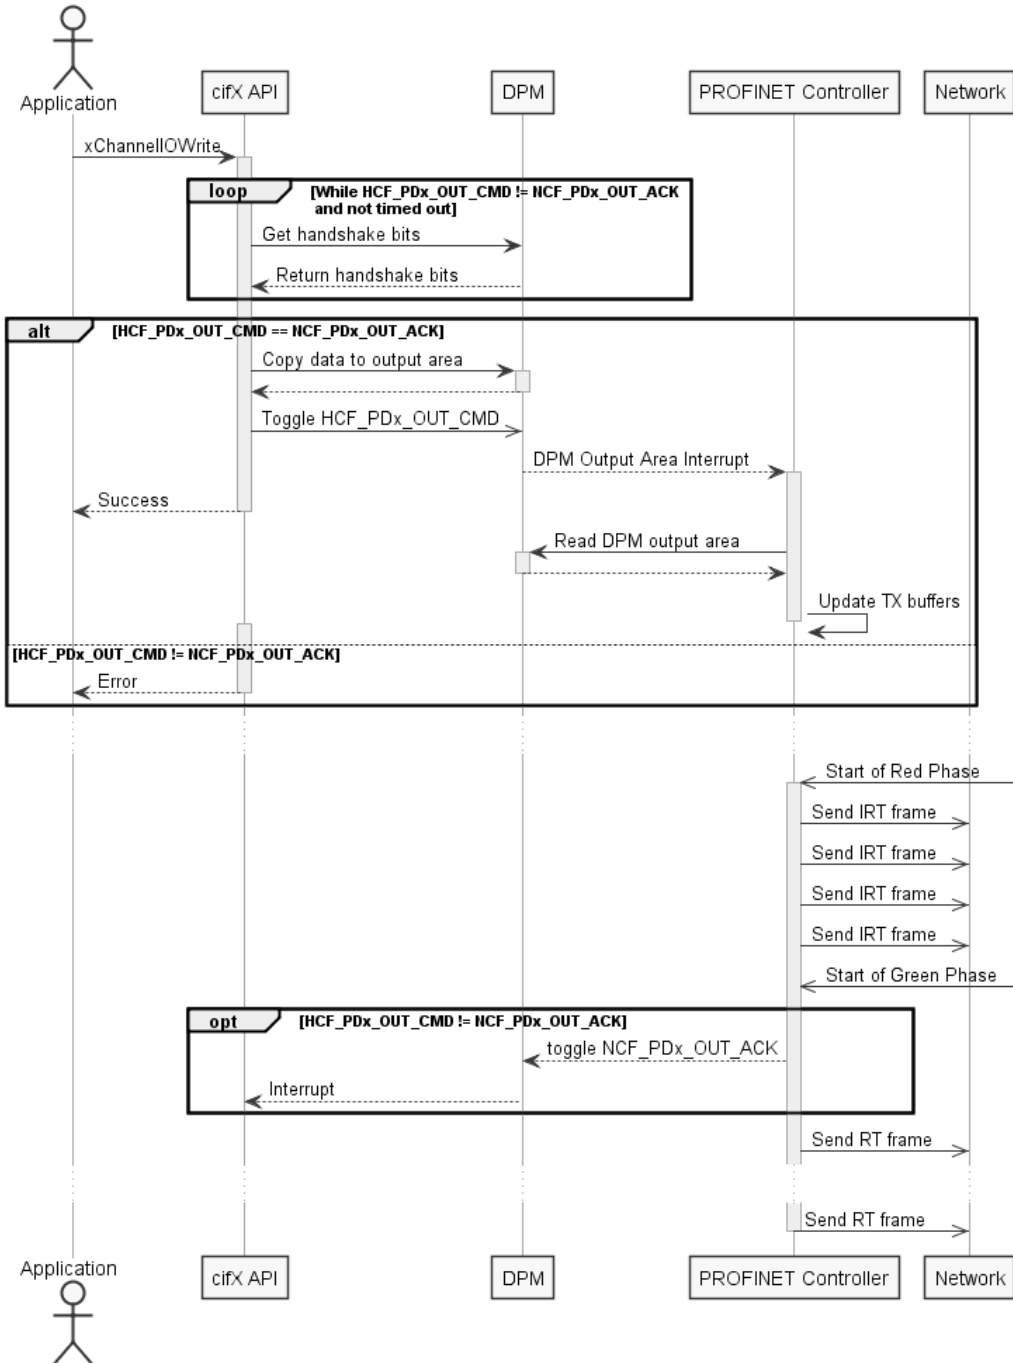 Application
cifX API
DPM
PROFINET Controller
Network
xChannelIOWrite
loop
[While HCF_PDx_OUT_CMD != NCF_PDx_OUT_ACK
and not timed out]
Get handshake bits
Return handshake bits
alt
[HCF_PDx_OUT_CMD == NCF_PDx_OUT_ACK]
Copy data to output area
Toggle HCF_PDx_OUT_CMD
DPM Output Area Interrupt
Success
Read DPM output area
Update TX buffers
[HCF_PDx_OUT_CMD != NCF_PDx_OUT_ACK]
Error
Start of Red Phase
Send IRT frame
Send IRT frame
Send IRT frame
Send IRT frame
Start of Green Phase
opt
[HCF_PDx_OUT_CMD != NCF_PDx_OUT_ACK]
toggle NCF_PDx_OUT_ACK
Interrupt
Send RT frame
Send RT frame
Application
cifX API
DPM
PROFINET Controller
Network